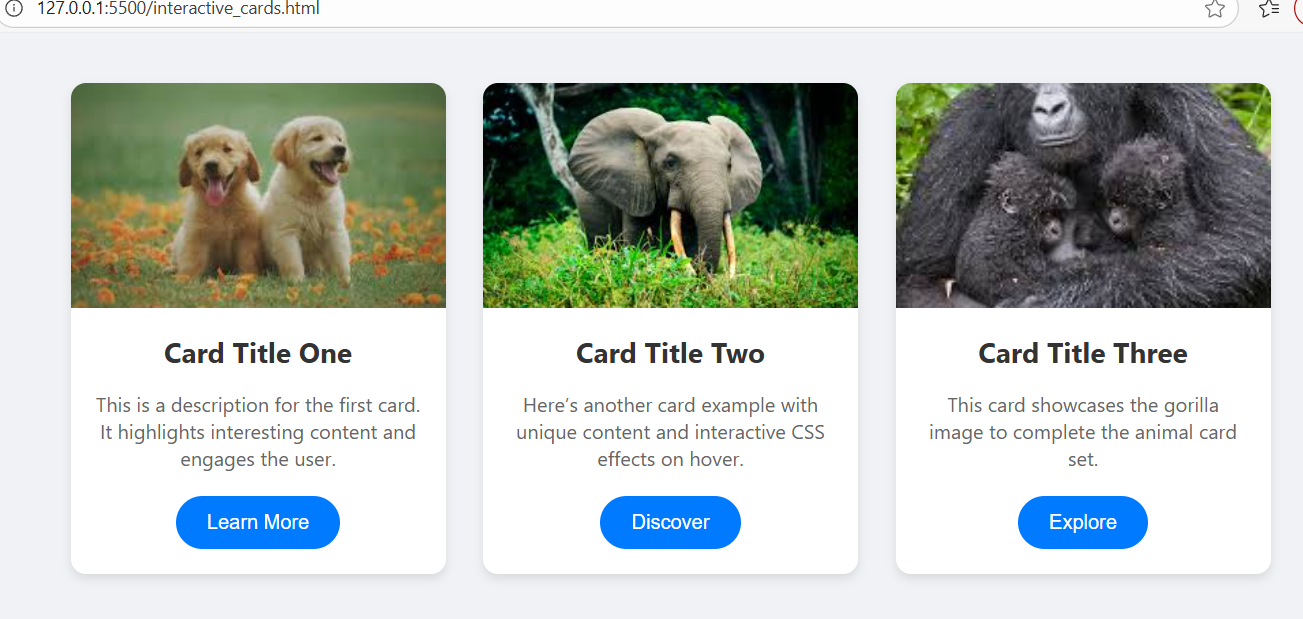 127.0.0.1:5500/interactive_cards.html
Card Title One
This is a description for the first card.
It highlights interesting content and
engages the user.
Learn More
Card Title Two
Here's another card example with
unique content and interactive CSS
effects on hover.
Discover
Card Title Three
This card showcases the gorilla
image to complete the animal card
set.
Explore